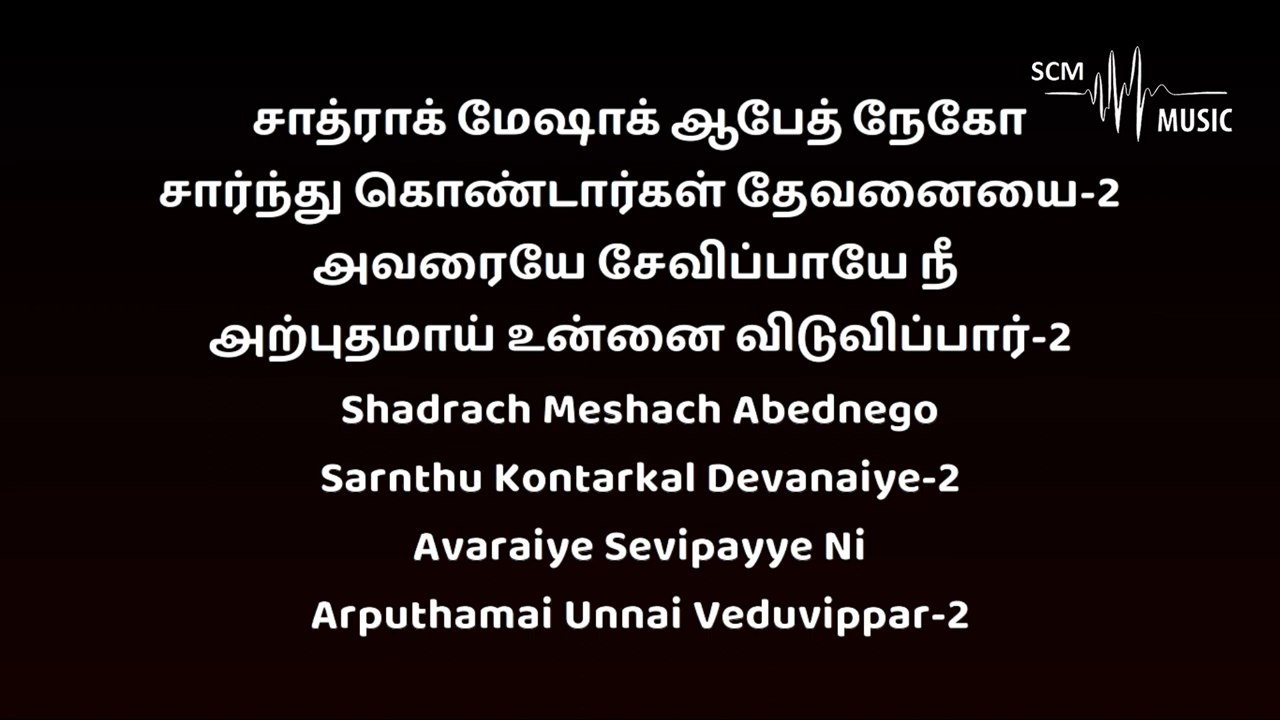 SCM
MUSIC
சாத்ராக் மேஷாக் ஆபேத் நேகோ
சார்ந்து கொண்டார்கள் தேவனையை-2
அவரையே சேவிப்பாயே நீ
அற்புதமாய் உன்னை விடுவிப்பார்-2
Shadrach Meshach Abednego
Sarnthu Kontarkal Devanaiye-2
Avaraiye Sevipayye Ni
Arputhamai Unnai Veduvippar-2